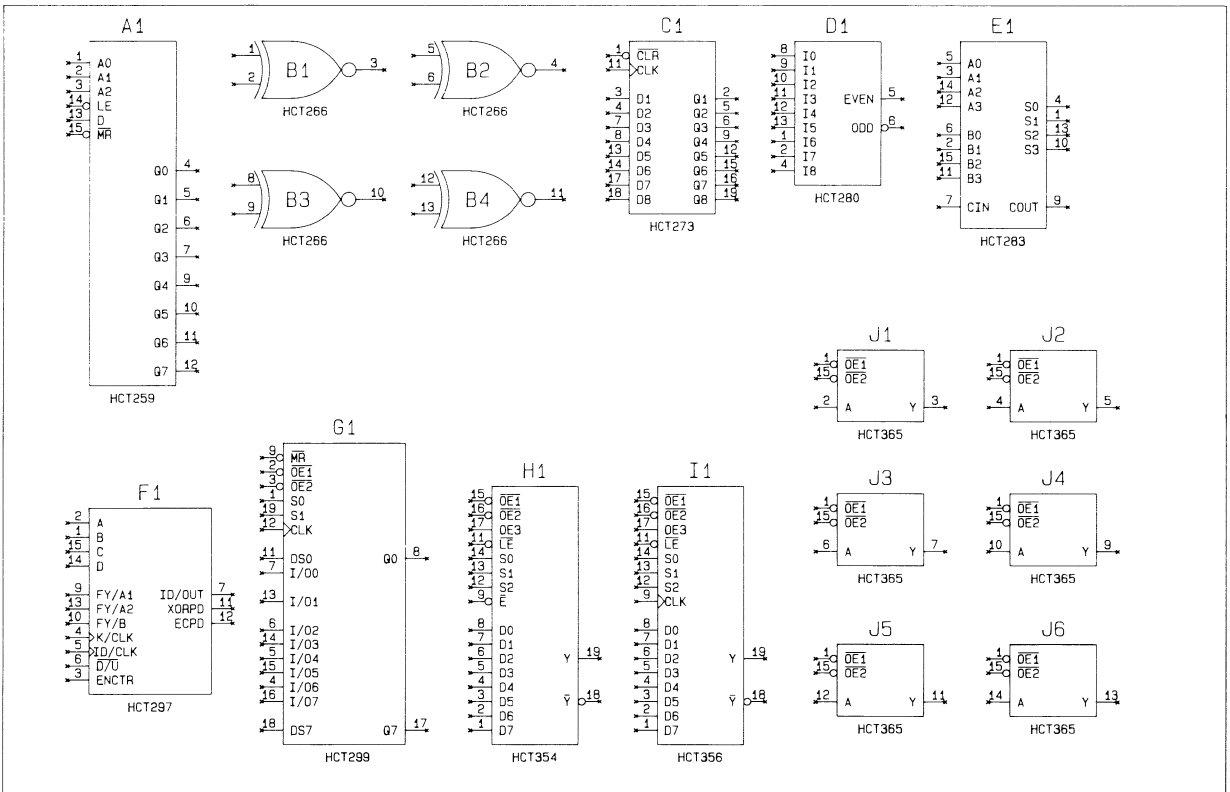 A1
1 A0
2 A1
3 A2
14 LE
13 D
15 MR
Q0 4
Q1 5
Q2 6
Q3 7
Q4 9
Q5 10
Q6 11
Q7 12
HCT259
1
2
B1
3
HCT266
5
6
B2
4
HCT266
8
9
B3
10
HCT266
12
13
B4
11
HCT266
C1
1 CLR
11 CLK
3 D1 Q1 2
4 D2 Q2 5
7 D3 Q3 6
8 D4 Q4 9
13 D5 Q5 12
14 D6 Q6 15
17 D7 Q7 16
18 D8 Q8 19
HCT273
D1
8 I0
9 I1
10 I2
11 I3 EVEN 5
12 I4
13 I5 ODD 6
1 I6
2 I7
4 I8
HCT280
E1
5 A0
3 A1
14 A2
12 A3 S0 4
S1 1
6 B0 S2 13
2 B1 S3 10
15 B2
11 B3
7 CIN COUT 9
HCT283
F1
2 A
1 B
15 C
14 D
9 FY/A1 ID/OUT 7
13 FY/A2 XORPD 11
10 FY/B ECPD 12
4 K/CLK
5 ID/CLK
6 D/U
3 ENCTR
HCT297
G1
9 MR
2 OE1
3 OE2
1 S0
19 S1
12 CLK
11 DS0 Q0 8
7 I/O0
13 I/O1
6 I/O2
14 I/O3
5 I/O4
15 I/O5
4 I/O6
16 I/O7
18 DS7 Q7 17
HCT299
H1
15 OE1
16 OE2
17 OE3
11 LE
14 S0
13 S1
12 S2
9 E
8 D0
7 D1
6 D2 Y 19
5 D3
4 D4
3 D5 Y 18
2 D6
1 D7
HCT354
I1
15 OE1
16 OE2
17 OE3
11 LE
14 S0
13 S1
12 S2
9 CLK
8 D0
7 D1
6 D2 Y 19
5 D3
4 D4
3 D5 Y 18
2 D6
1 D7
HCT356
J1
1 OE1
15 OE2
2 A Y 3
HCT365
J2
1 OE1
15 OE2
4 A Y 5
HCT365
J3
1 OE1
15 OE2
6 A Y 7
HCT365
J4
1 OE1
15 OE2
10 A Y 9
HCT365
J5
1 OE1
15 OE2
12 A Y 11
HCT365
J6
1 OE1
15 OE2
14 A Y 13
HCT365